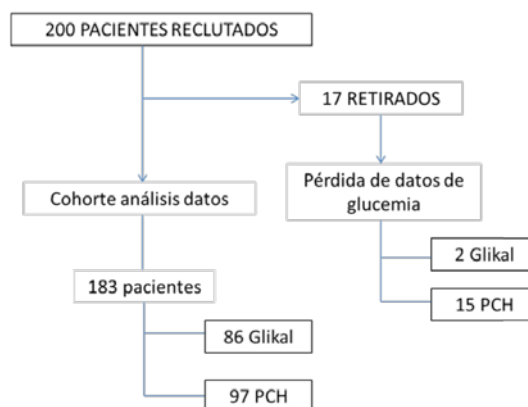 200 PACIENTES RECLUTADOS
17 RETIRADOS
Cohorte análisis datos
Pérdida de datos de
glucemia
183 pacientes
2 Glikal
15 PCH
86 Glikal
97 PCH